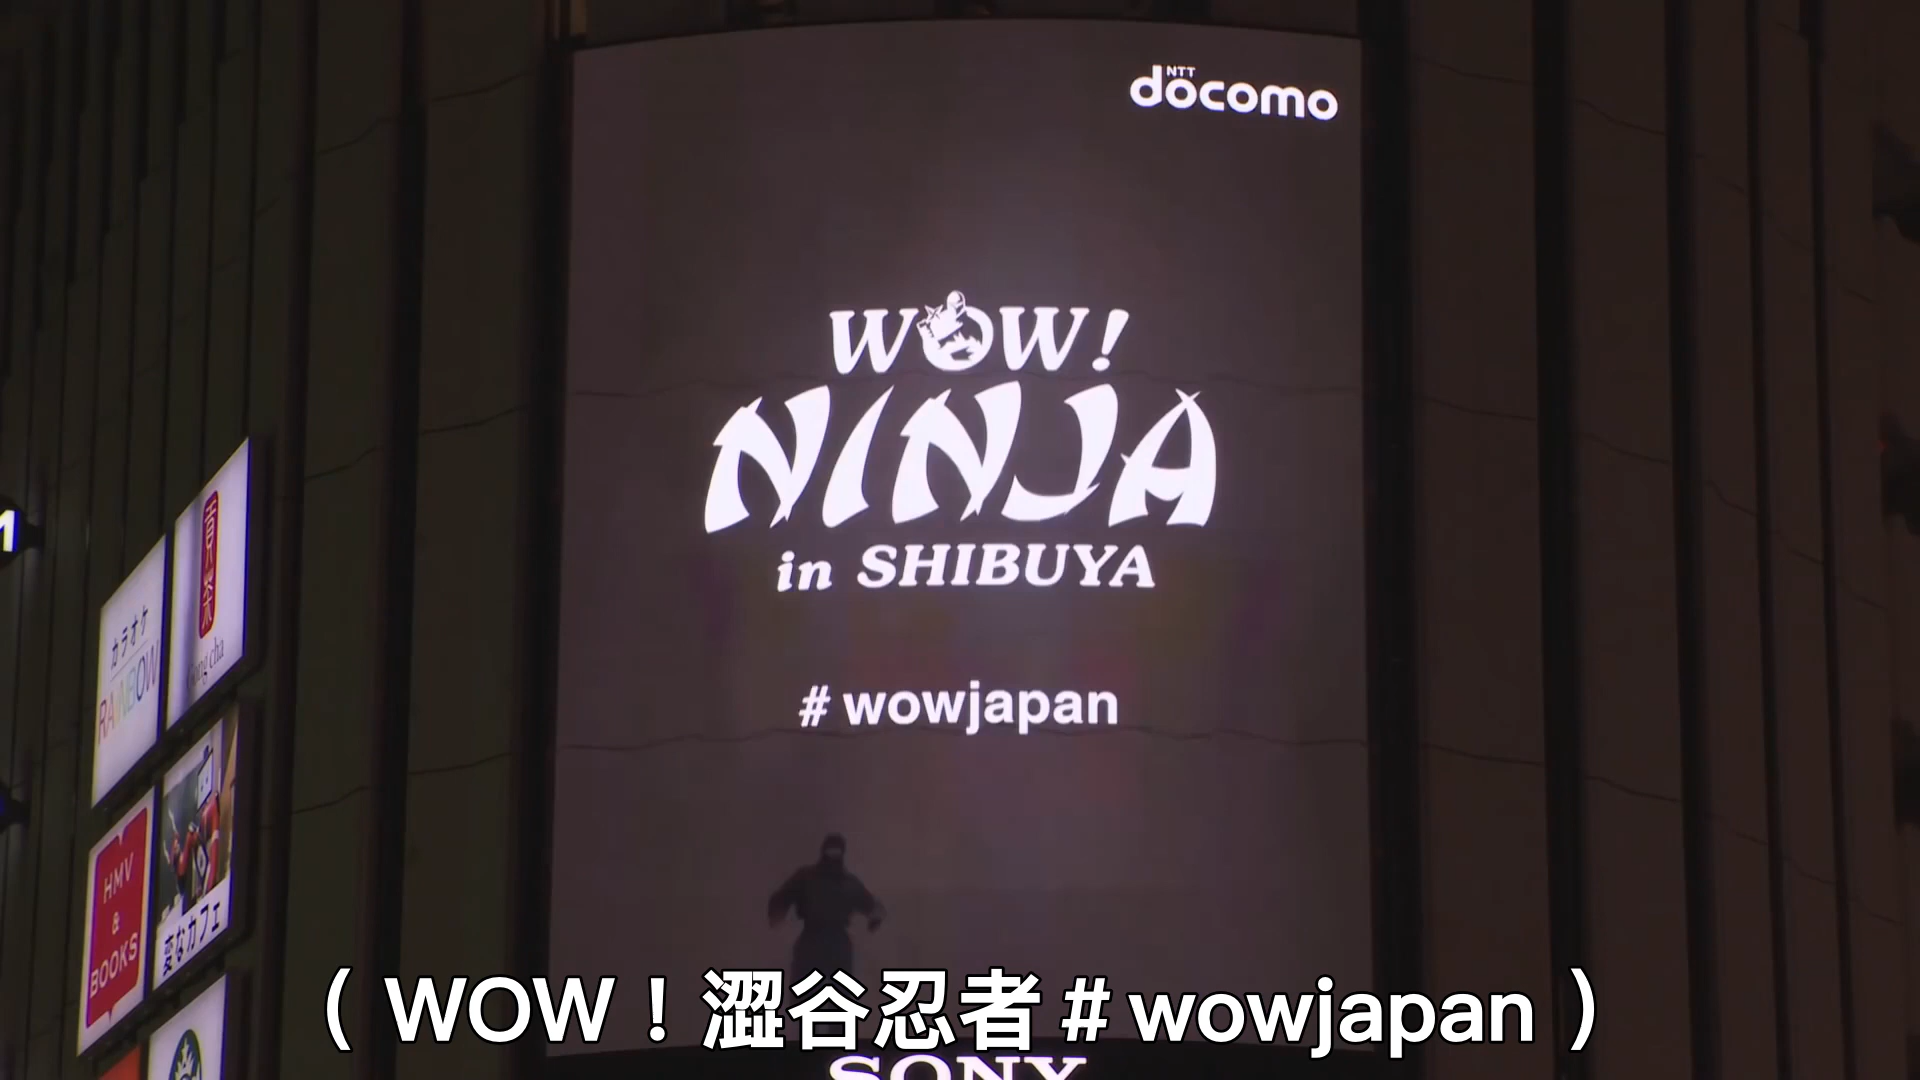 NTT
docomo
WOW!
NINJA
in SHIBUYA
# wowjapan
1
貢茶
Gong cha
カラオケ
RAINBOW
HMV
&
BOOKS
変なカフェ
（WOW！澀谷忍者＃wowjapan）
SONY